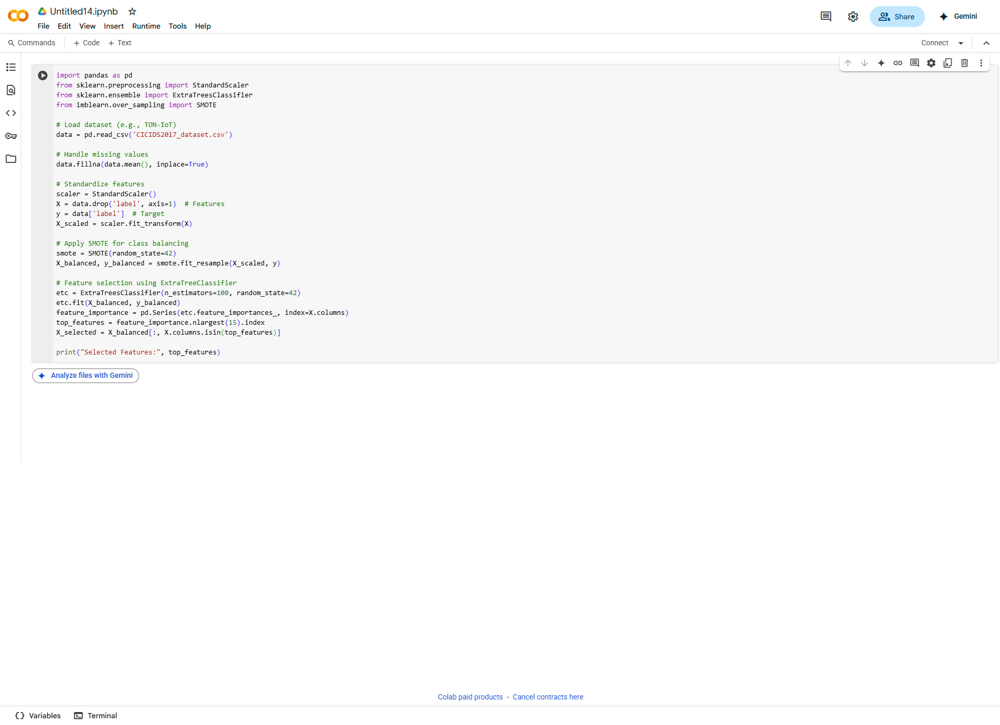 Untitled14.ipynb
File Edit View Insert Runtime Tools Help
Share
Gemini
Commands + Code + Text
Connect
import pandas as pd
from sklearn.preprocessing import StandardScaler
from sklearn.ensemble import ExtraTreesClassifier
from imblearn.over_sampling import SMOTE
# Load dataset (e.g., TON-IoT)
data = pd.read_csv('CICIDS2017_dataset.csv')
# Handle missing values
data.fillna(data.mean(), inplace=True)
# Standardize features
scaler = StandardScaler()
X = data.drop('label', axis=1)  # Features
y = data['label']  # Target
X_scaled = scaler.fit_transform(X)
# Apply SMOTE for class balancing
smote = SMOTE(random_state=42)
X_balanced, y_balanced = smote.fit_resample(X_scaled, y)
# Feature selection using ExtraTreeClassifier
etc = ExtraTreesClassifier(n_estimators=100, random_state=42)
etc.fit(X_balanced, y_balanced)
feature_importance = pd.Series(etc.feature_importances_, index=X.columns)
top_features = feature_importance.nlargest(15).index
X_selected = X_balanced[:, X.columns.isin(top_features)]
print("Selected Features:", top_features)
Analyze files with Gemini
Colab paid products - Cancel contracts here
Variables Terminal